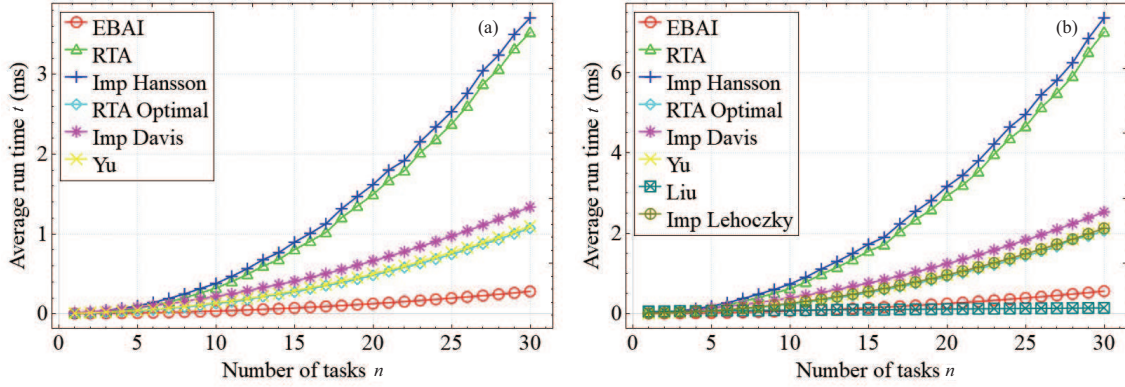 (a)
EBAI
RTA
Imp Hansson
RTA Optimal
Imp Davis
Yu
Average run time t (ms)
3
2
1
0
0 5 10 15 20 25 30
Number of tasks n
(b)
EBAI
RTA
Imp Hansson
RTA Optimal
Imp Davis
Yu
Liu
Imp Lehoczky
Average run time t (ms)
6
4
2
0
0 5 10 15 20 25 30
Number of tasks n